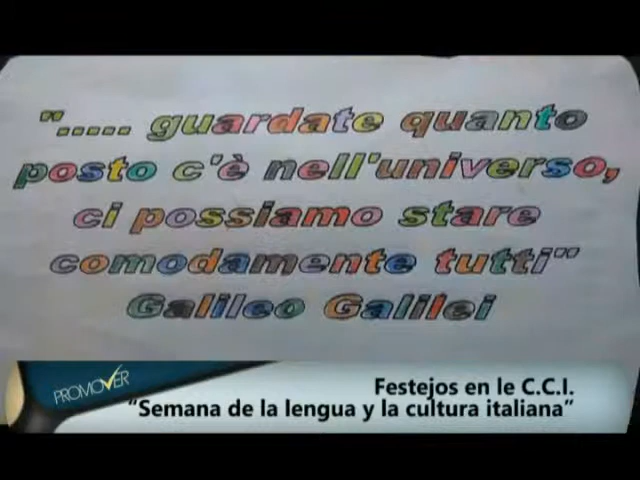 "..... guardate quanto
posto c'è nell'universo,
ci possiamo stare
comodamente tutti"
Galileo Galilei
PROMOVER
Festejos en le C.C.I.
"Semana de la lengua y la cultura italiana"